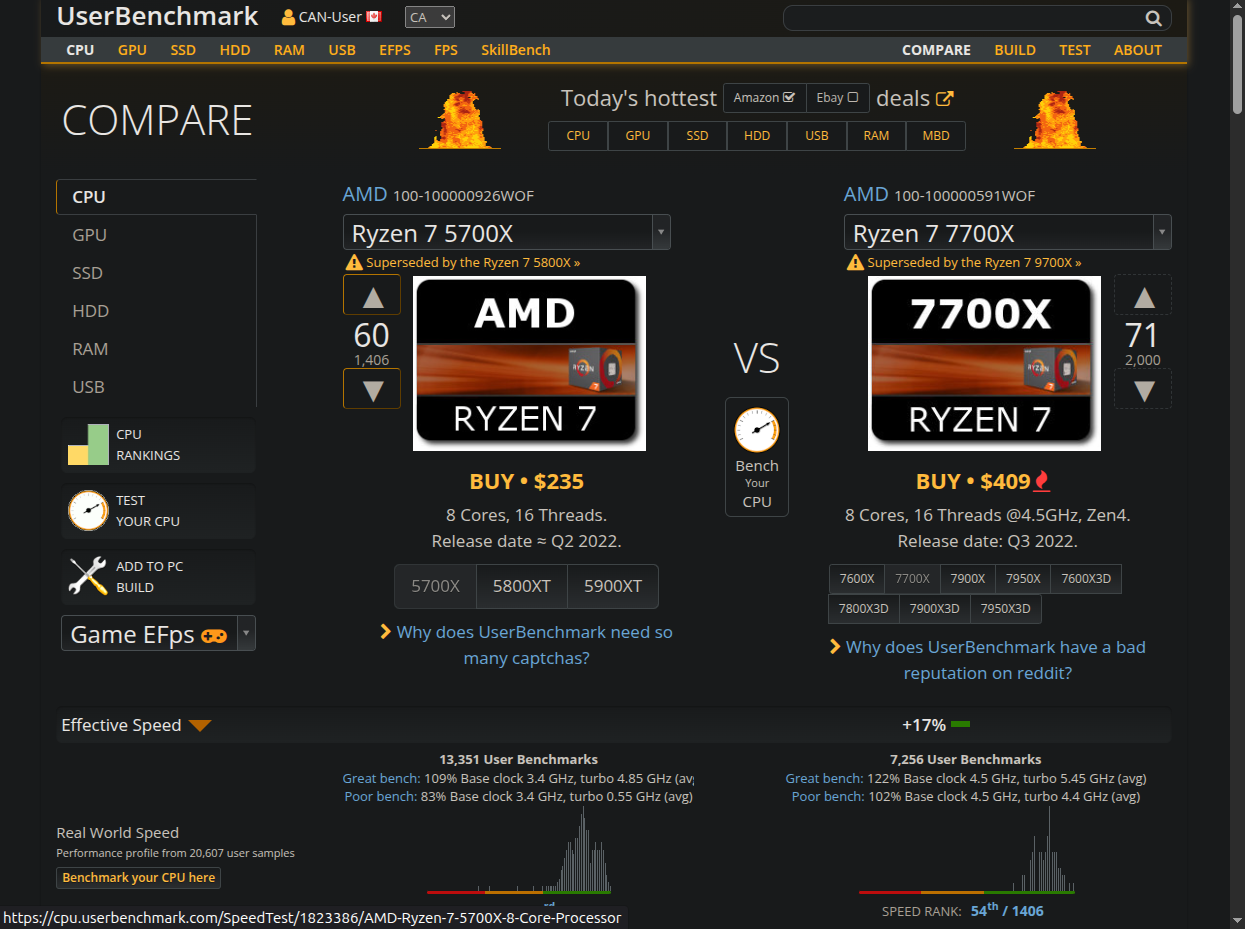 UserBenchmark CAN-User CA
CPU GPU SSD HDD RAM USB EFPS FPS SkillBench COMPARE BUILD TEST ABOUT
COMPARE
Today's hottest Amazon Ebay deals
CPU GPU SSD HDD USB RAM MBD
CPU
GPU
SSD
HDD
RAM
USB
CPU
RANKINGS
TEST
YOUR CPU
ADD TO PC
BUILD
Game EFps
AMD 100-100000926WOF
Ryzen 7 5700X
Superseded by the Ryzen 7 5800X »
60
1,406
AMD
RYZEN
RYZEN 7
BUY • $235
8 Cores, 16 Threads.
Release date ≈ Q2 2022.
5700X 5800XT 5900XT
Why does UserBenchmark need so
many captchas?
VS
Bench
Your
CPU
AMD 100-100000591WOF
Ryzen 7 7700X
Superseded by the Ryzen 7 9700X »
7700X
RYZEN
RYZEN 7
71
2,000
BUY • $409
8 Cores, 16 Threads @4.5GHz, Zen4.
Release date: Q3 2022.
7600X 7700X 7900X 7950X 7600X3D
7800X3D 7900X3D 7950X3D
Why does UserBenchmark have a bad
reputation on reddit?
Effective Speed +17%
13,351 User Benchmarks
Great bench: 109% Base clock 3.4 GHz, turbo 4.85 GHz (av
Poor bench: 83% Base clock 3.4 GHz, turbo 0.55 GHz (avg)
7,256 User Benchmarks
Great bench: 122% Base clock 4.5 GHz, turbo 5.45 GHz (avg)
Poor bench: 102% Base clock 4.5 GHz, turbo 4.4 GHz (avg)
Real World Speed
Performance profile from 20,607 user samples
Benchmark your CPU here
rd
SPEED RANK: 54th / 1406
https://cpu.userbenchmark.com/SpeedTest/1823386/AMD-Ryzen-7-5700X-8-Core-Processor